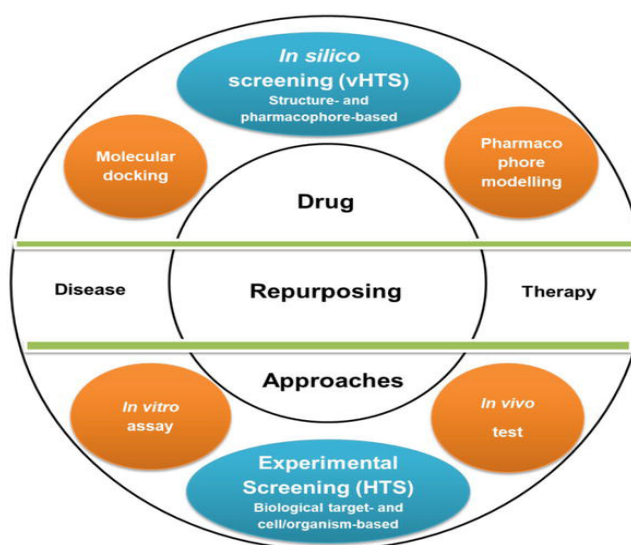 In silico
screening (vHTS)
Structure- and
pharmacophore-based
Molecular
docking
Pharmaco
phore
modelling
Drug
Disease
Repurposing
Therapy
Approaches
In vitro
assay
In vivo
test
Experimental
Screening (HTS)
Biological target- and
cell/organism-based